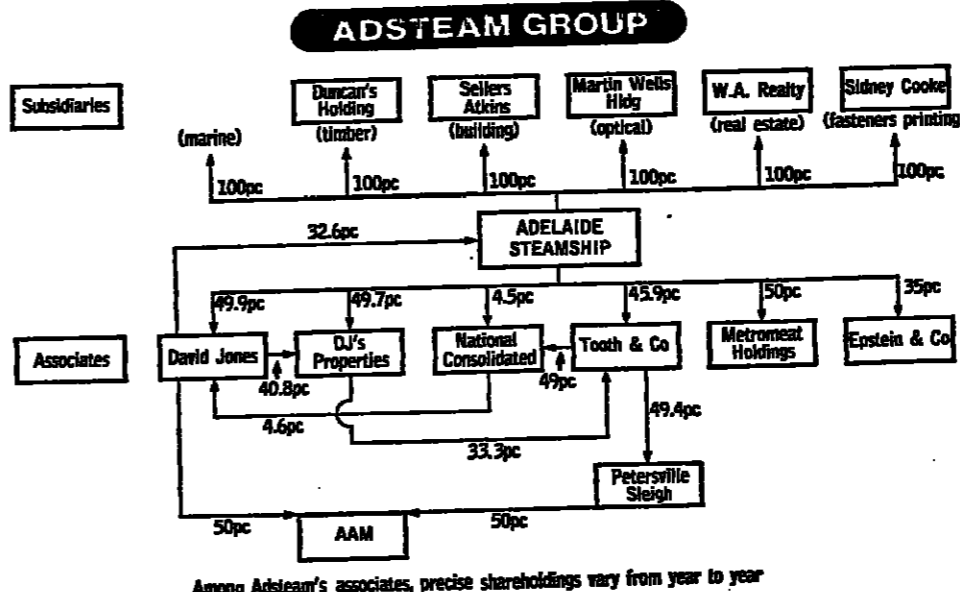 ADSTEAM GROUP
Subsidiaries
(marine)
Duncan's
Holding
(timber)
Sellers
Atkins
(building)
Martin Wells
Hldg
(optical)
W.A. Realty
(real estate)
Sidney Cooke
(fasteners printing
100pc
100pc
100pc
100pc
100pc
100pc
32.6pc
ADELAIDE
STEAMSHIP
49.9pc
49.7pc
4.5pc
45.9pc
50pc
35pc
Associates
David Jones
DJ's
Properties
National
Consolidated
Tooth & Co
Metromeat
Holdings
Epstein & Co
40.8pc
49pc
4.6pc
49.4pc
33.3pc
Petersville
Sleigh
50pc
AAM
50pc
Among Adsteam's associates, precise shareholdings vary from year to year